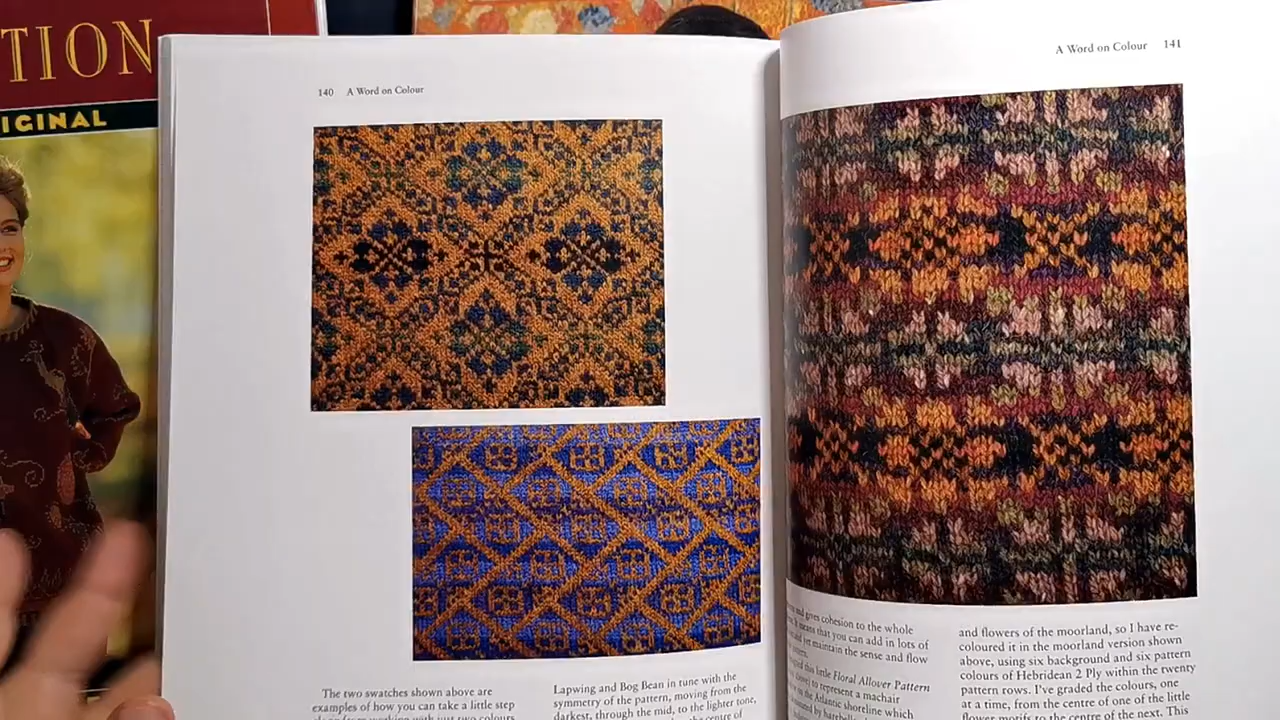 TION
IGINAL
140 A Word on Colour
The two swatches shown above are
examples of how you can take a little step
Lapwing and Bog Bean in tune with the
symmetry of the pattern, moving from the
darkest, through the mid, to the lighter tone,
A Word on Colour 141
and gives cohesion to the whole
means that you can add in lots of
and yet maintain the sense and flow
this little Floral Allover Pattern
to represent a machair
Atlantic shoreline which
and flowers of the moorland, so I have re-
coloured it in the moorland version shown
above, using six background and six pattern
colours of Hebridean 2 Ply within the twenty
pattern rows. I've graded the colours, one
at a time, from the centre of one of the little
flower motifs to the centre of the next. This